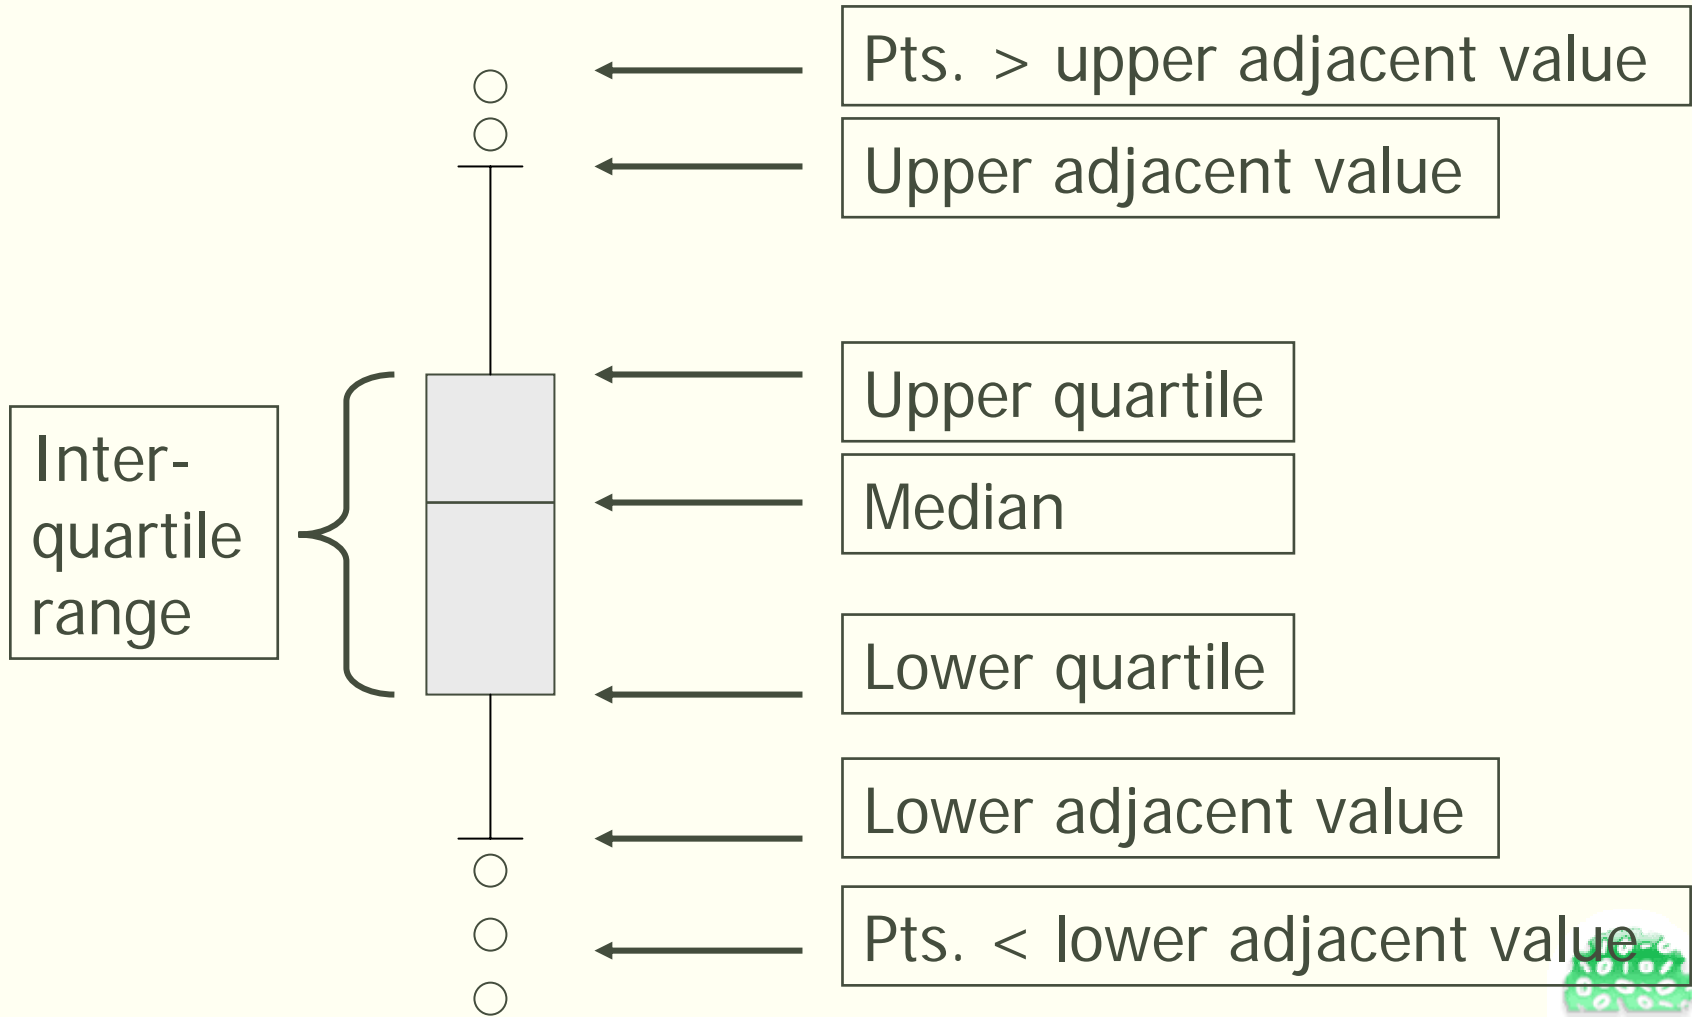 Pts. > upper adjacent value
Upper adjacent value
Upper quartile
Inter-
quartile
range
Median
Lower quartile
Lower adjacent value
Pts. < lower adjacent value